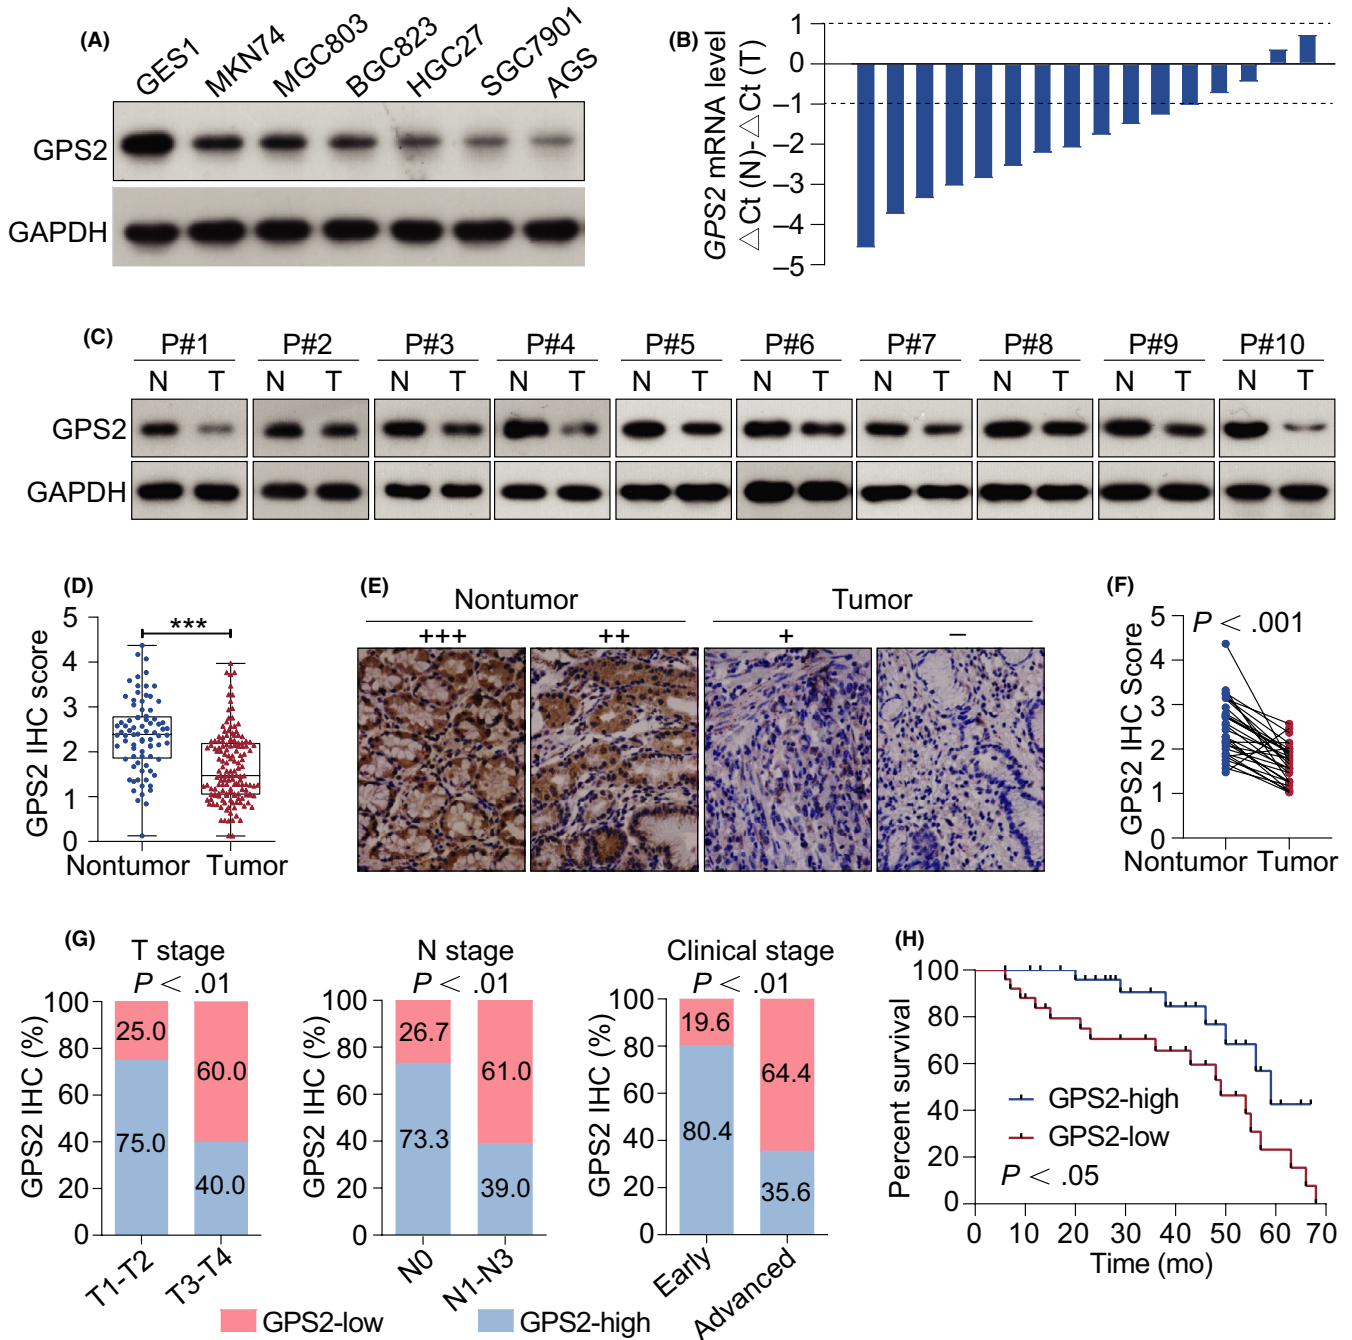 (A)
GES1 MKN74 MGC803 BGC823 HGC27 SGC7901 AGS
GPS2
GAPDH
(B)
GPS2 mRNA level
△Ct (N)-△Ct (T)
1
0
–1
–2
–3
–4
–5
(C)
P#1 P#2 P#3 P#4 P#5 P#6 P#7 P#8 P#9 P#10
N T N T N T N T N T N T N T N T N T N T
GPS2
GAPDH
(D)
GPS2 IHC score
5
4
3
2
1
0
***
Nontumor Tumor
(E)
Nontumor Tumor
+++ ++ + –
(F)
GPS2 IHC Score
5
4
3
2
1
0
P < .001
Nontumor Tumor
(G)
T stage
P < .01
GPS2 IHC (%)
100
80
60
40
20
0
25.0
60.0
75.0
40.0
T1-T2 T3-T4
N stage
P < .01
GPS2 IHC (%)
100
80
60
40
20
0
26.7
61.0
73.3
39.0
N0 N1-N3
Clinical stage
P < .01
GPS2 IHC (%)
100
80
60
40
20
0
19.6
64.4
80.4
35.6
Early Advanced
GPS2-low GPS2-high
(H)
Percent survival
100
80
60
40
20
0
GPS2-high
GPS2-low
P < .05
0 10 20 30 40 50 60 70
Time (mo)